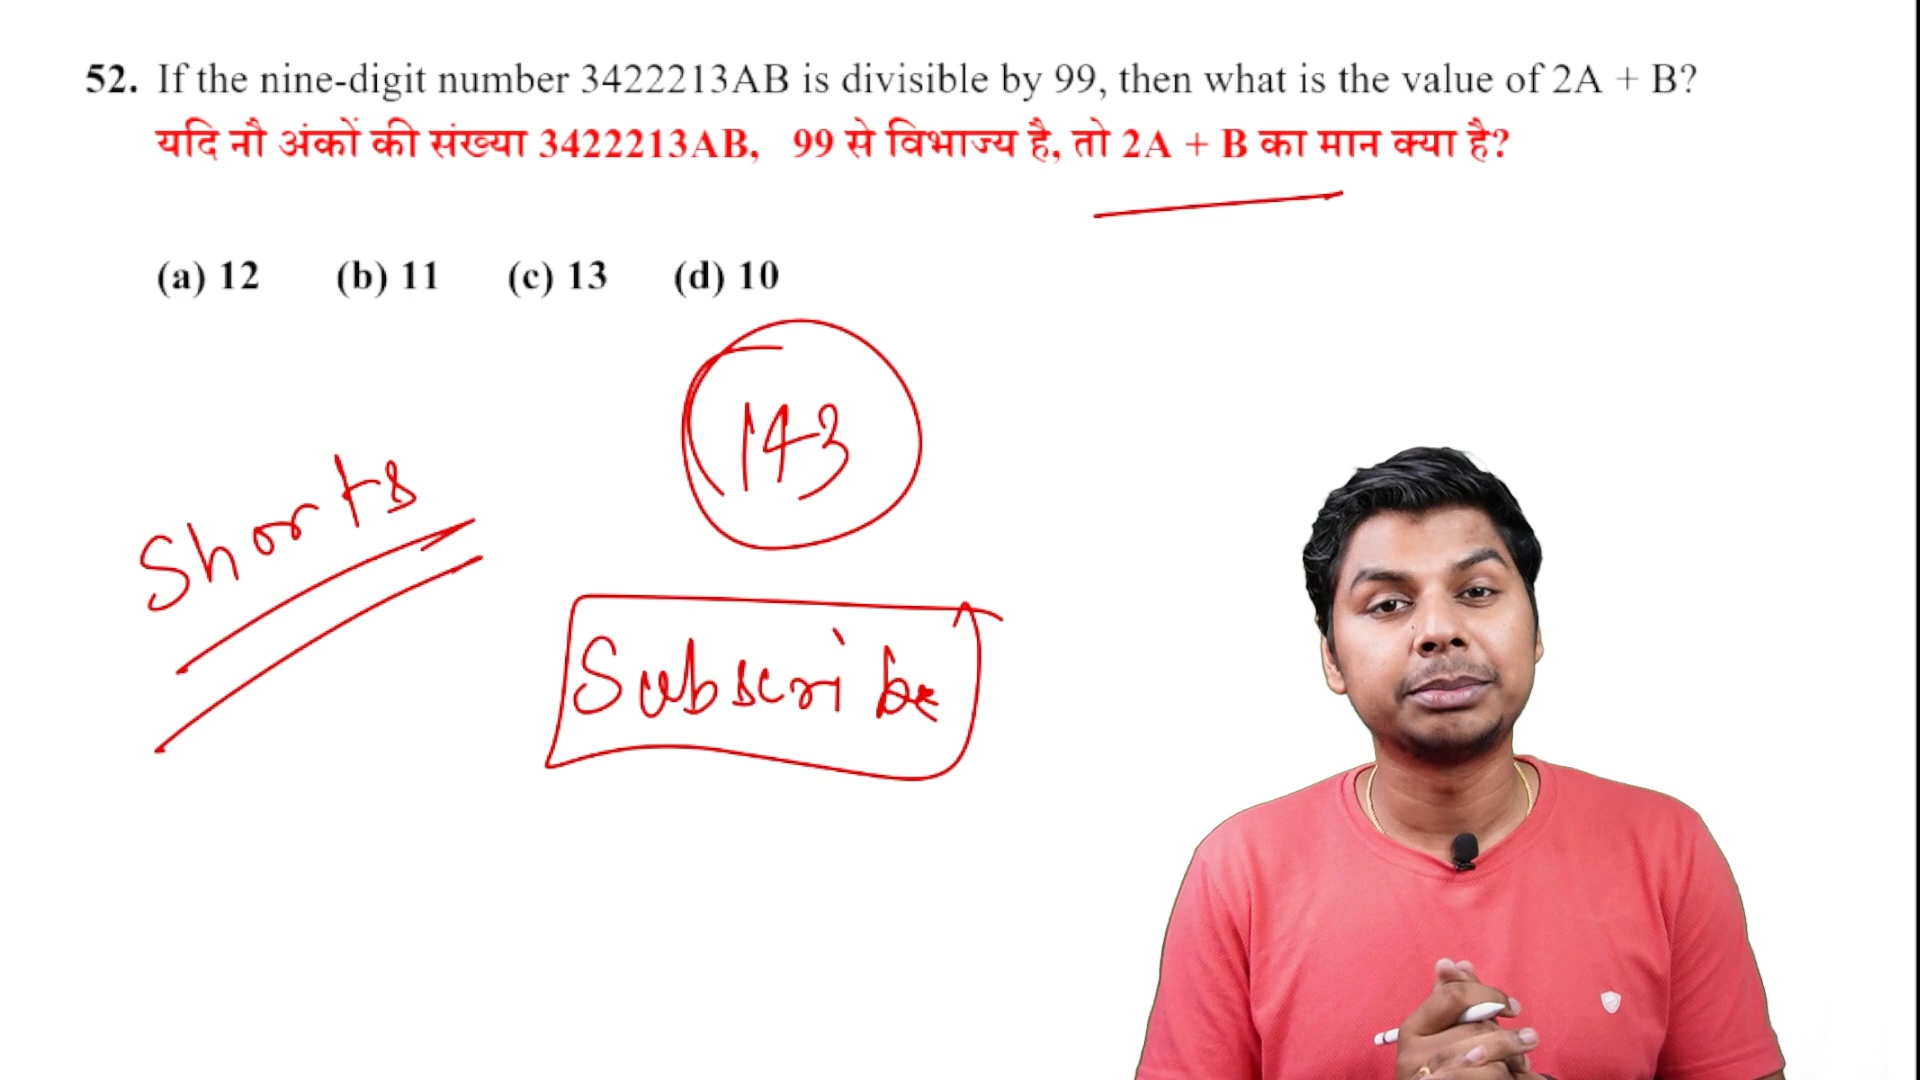 52. If the nine-digit number 3422213AB is divisible by 99, then what is the value of 2A + B?
यदि नौ अंकों की संख्या 3422213AB, 99 से विभाज्य है, तो 2A + B का मान क्या है?
(a) 12 (b) 11 (c) 13 (d) 10
143
Shorts
Subscribe